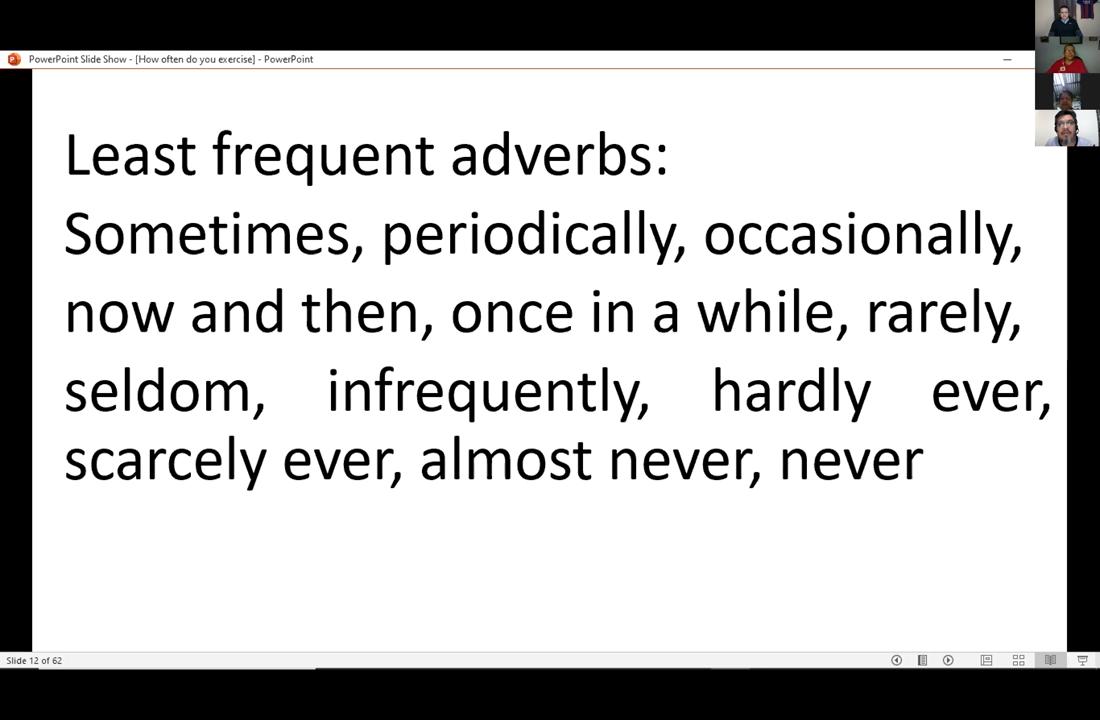 PowerPoint Slide Show - [How often do you exercise] - PowerPoint
Least frequent adverbs:
Sometimes, periodically, occasionally,
now and then, once in a while, rarely,
seldom, infrequently, hardly ever,
scarcely ever, almost never, never
Slide 12 of 62